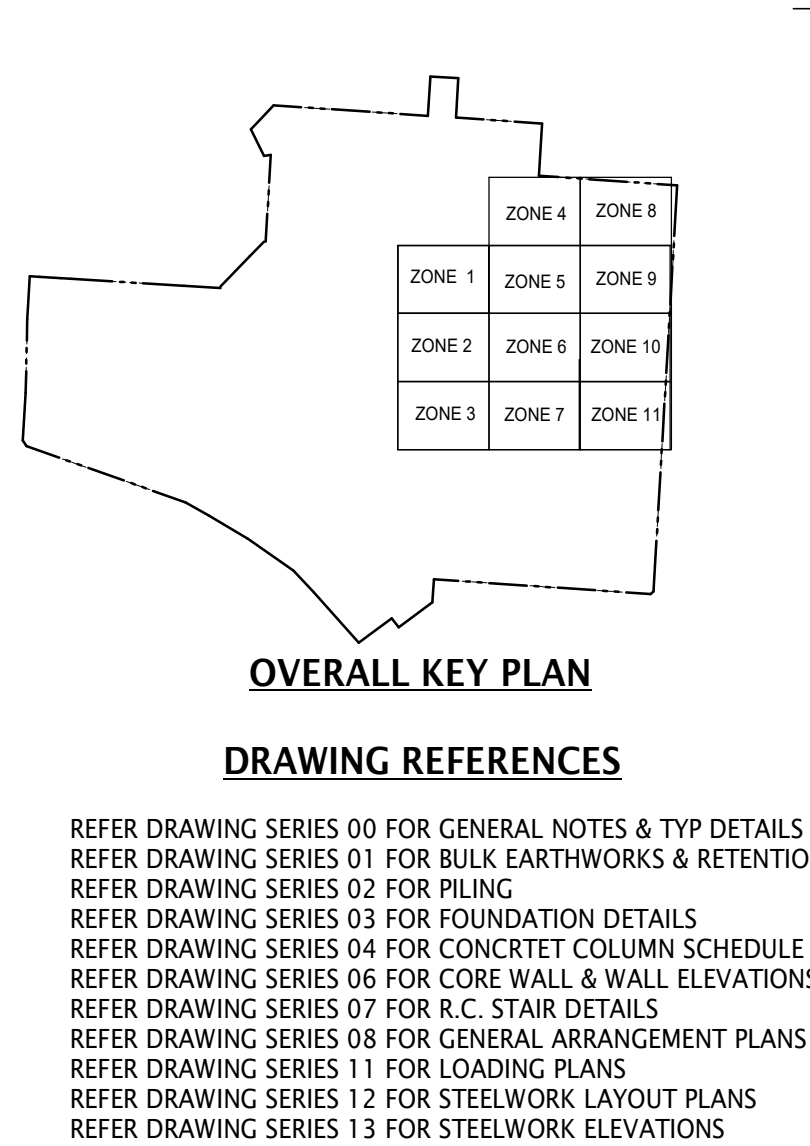 ZONE 4 ZONE 8
ZONE 1 ZONE 5 ZONE 9
ZONE 2 ZONE 6 ZONE 10
ZONE 3 ZONE 7 ZONE 11
OVERALL KEY PLAN
DRAWING REFERENCES
REFER DRAWING SERIES 00 FOR GENERAL NOTES & TYP DETAILS
REFER DRAWING SERIES 01 FOR BULK EARTHWORKS & RETENTIO
REFER DRAWING SERIES 02 FOR PILING
REFER DRAWING SERIES 03 FOR FOUNDATION DETAILS
REFER DRAWING SERIES 04 FOR CONCRTET COLUMN SCHEDULE
REFER DRAWING SERIES 06 FOR CORE WALL & WALL ELEVATIONS
REFER DRAWING SERIES 07 FOR R.C. STAIR DETAILS
REFER DRAWING SERIES 08 FOR GENERAL ARRANGEMENT PLANS
REFER DRAWING SERIES 11 FOR LOADING PLANS
REFER DRAWING SERIES 12 FOR STEELWORK LAYOUT PLANS
REFER DRAWING SERIES 13 FOR STEELWORK ELEVATIONS